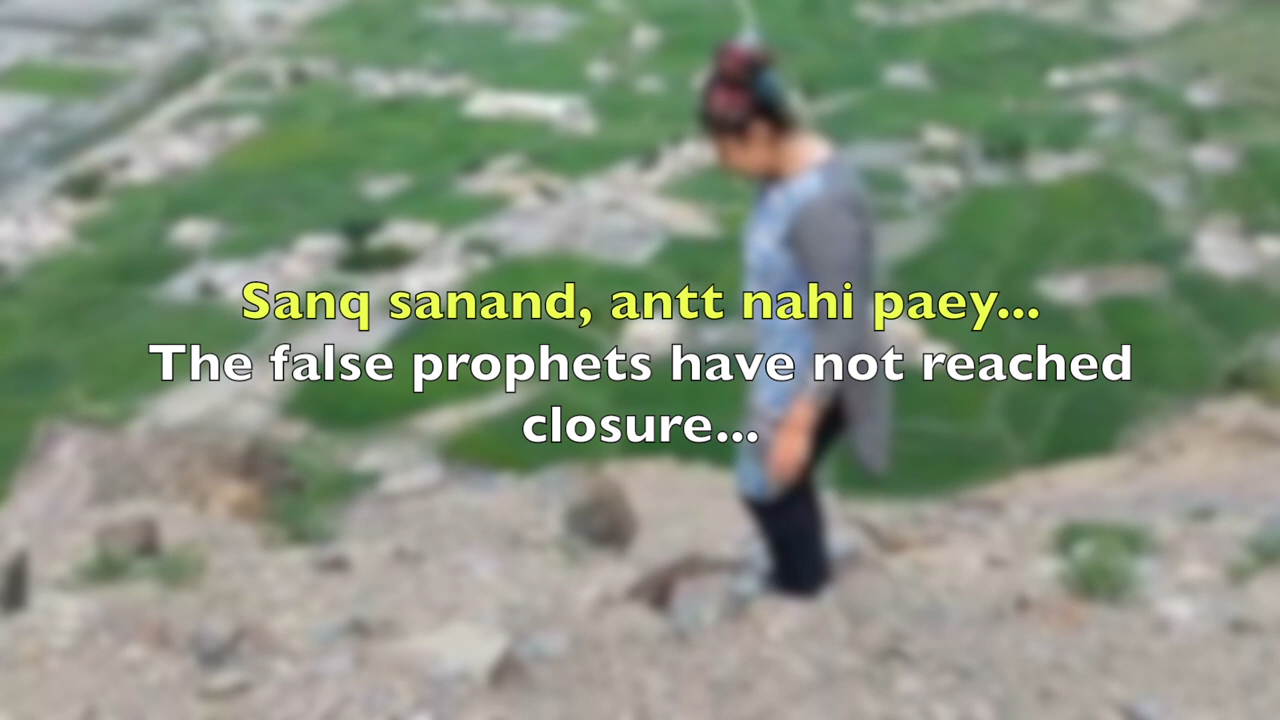 Sanq sanand, antt nahi paey...
The false prophets have not reached
closure...